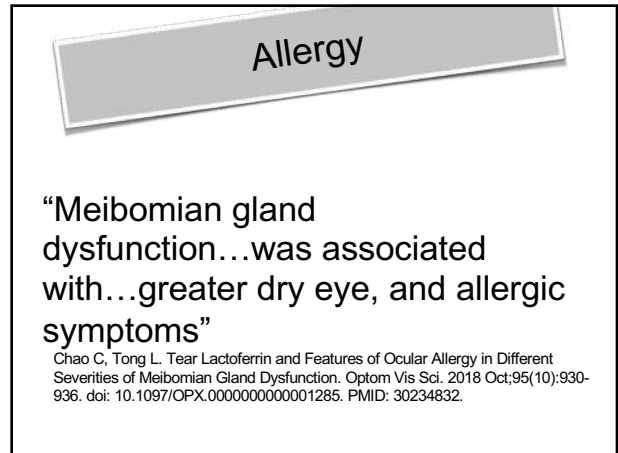 Allergy
“Meibomian gland
dysfunction…was associated
with…greater dry eye, and allergic
symptoms”
Chao C, Tong L. Tear Lactoferrin and Features of Ocular Allergy in Different
Severities of Meibomian Gland Dysfunction. Optom Vis Sci. 2018 Oct;95(10):930-
936. doi: 10.1097/OPX.0000000000001285. PMID: 30234832.